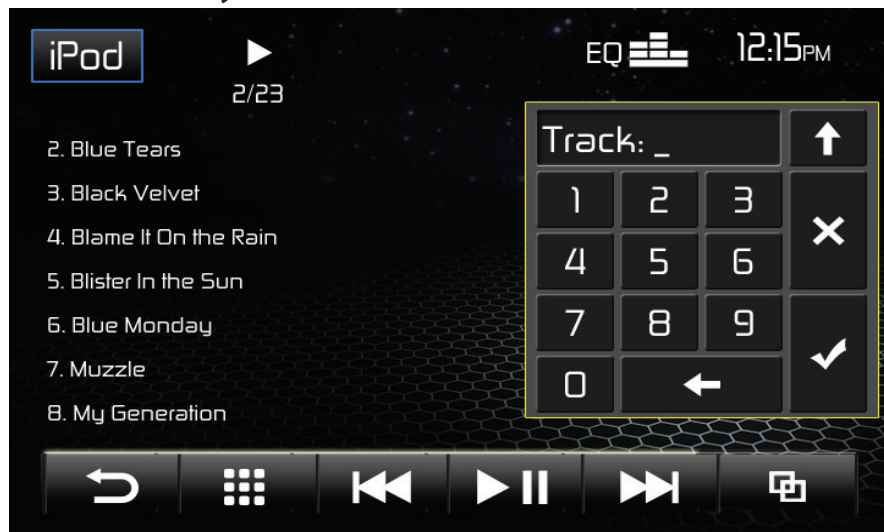 iPod
2/23
EQ
12:15PM
2. Blue Tears
3. Black Velvet
4. Blame It On the Rain
5. Blister In the Sun
6. Blue Monday
7. Muzzle
8. My Generation
Track: _
1 2 3
4 5 6
7 8 9
0